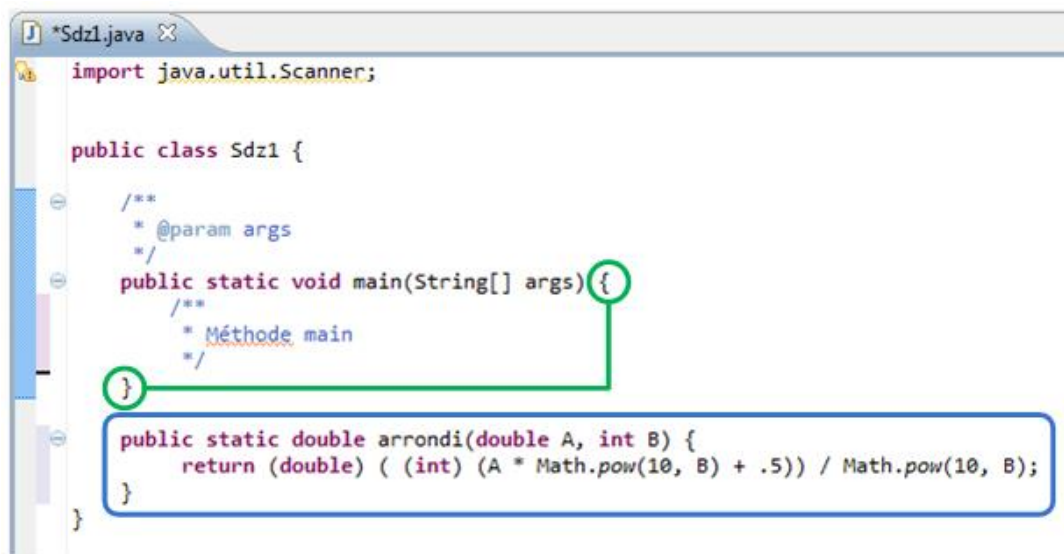 *Sdz1.java
import java.util.Scanner;
public class Sdz1 {
/**
* @param args
*/
public static void main(String[] args) {
/**
* Méthode main
*/
}
public static double arrondi(double A, int B) {
return (double) ( (int) (A * Math.pow(10, B) + .5)) / Math.pow(10, B);
}
}